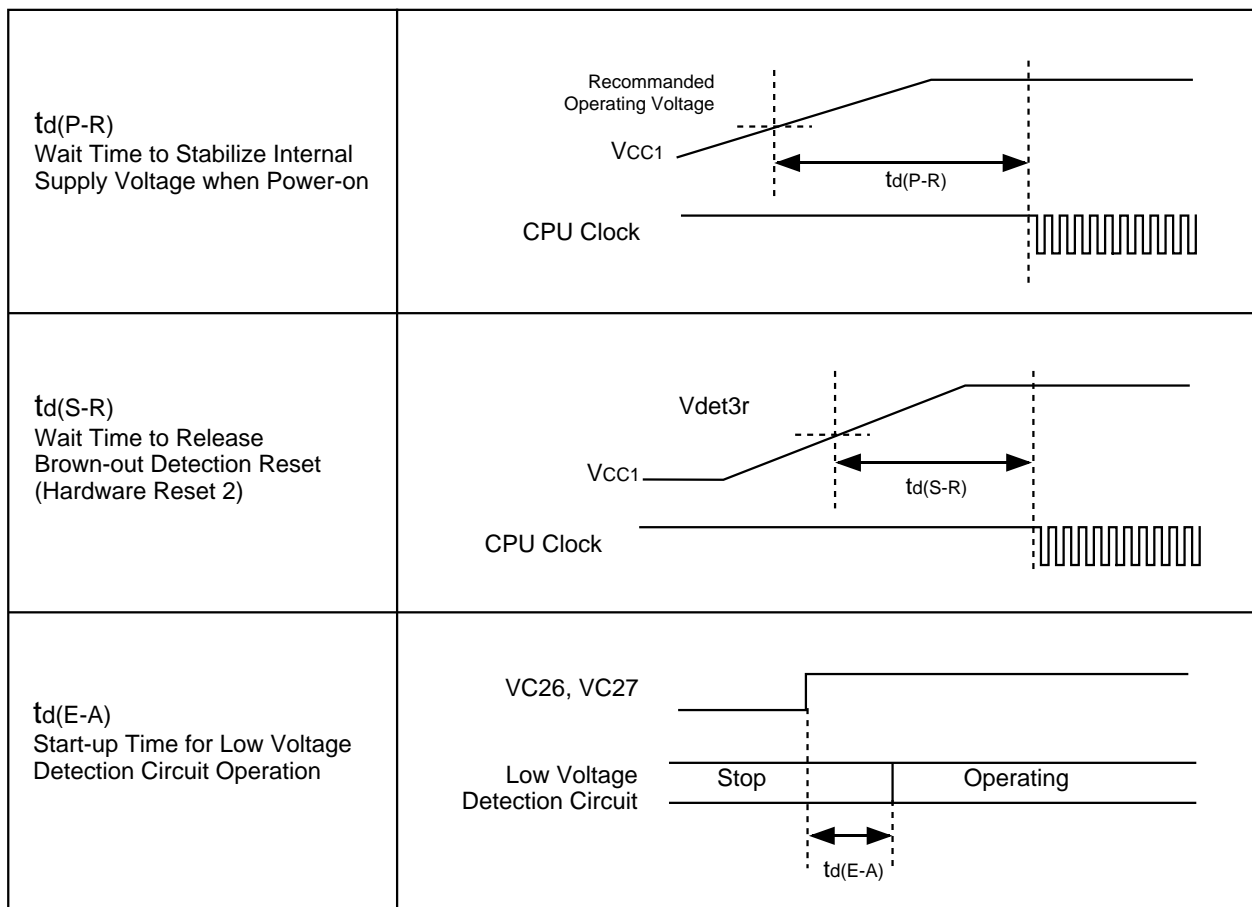 td(P-R)
Wait Time to Stabilize Internal
Supply Voltage when Power-on
Recommanded
Operating Voltage
VCC1
td(P-R)
CPU Clock
td(S-R)
Wait Time to Release
Brown-out Detection Reset
(Hardware Reset 2)
Vdet3r
VCC1
td(S-R)
CPU Clock
td(E-A)
Start-up Time for Low Voltage
Detection Circuit Operation
VC26, VC27
Low Voltage
Detection Circuit
Stop
Operating
td(E-A)